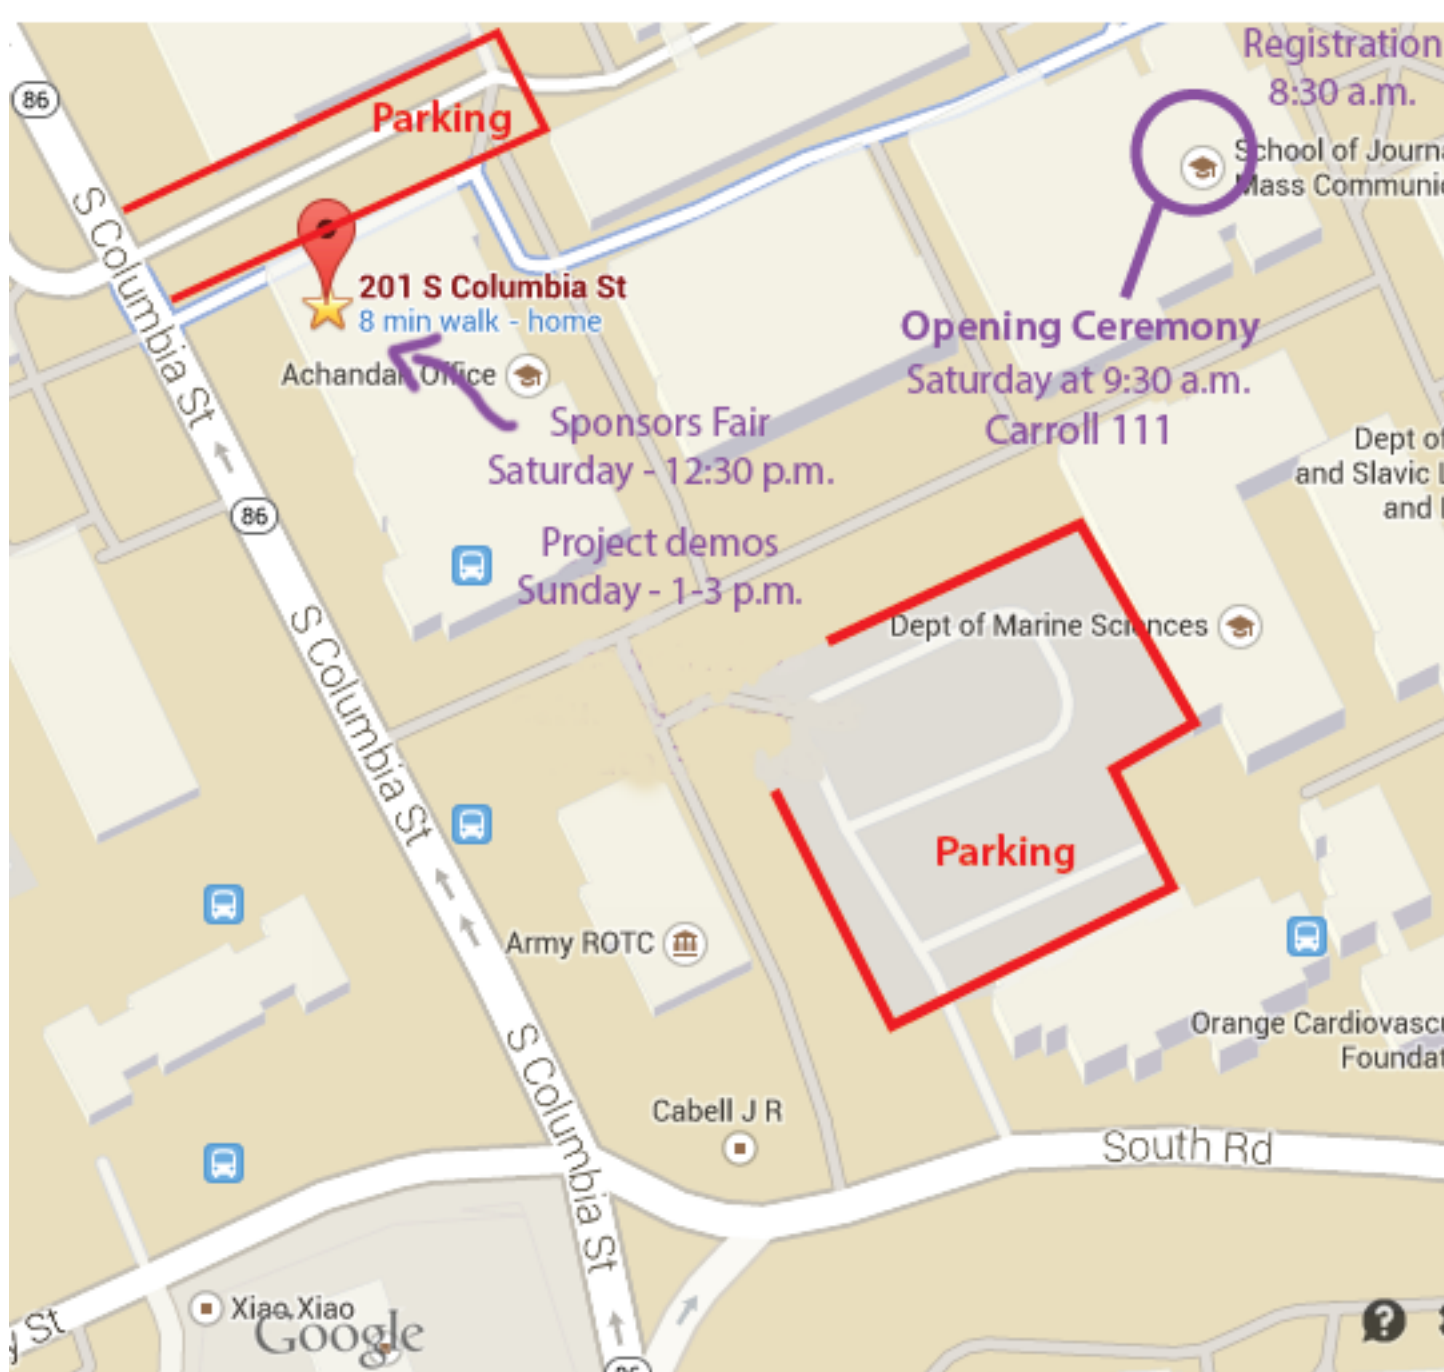 Registration
8:30 a.m.
86
Parking
School of Journa
Mass Communic
S Columbia St
201 S Columbia St
8 min walk - home
Opening Ceremony
Saturday at 9:30 a.m.
Carroll 111
Achandan Office
Sponsors Fair
Saturday - 12:30 p.m.
Dept of
and Slavic L
and
86
Project demos
Sunday - 1-3 p.m.
Dept of Marine Sciences
S Columbia St
Parking
Army ROTC
Orange Cardiovascu
Foundat
S Columbia St
Cabell J R
South Rd
Xiao Xiao
St
Google
?